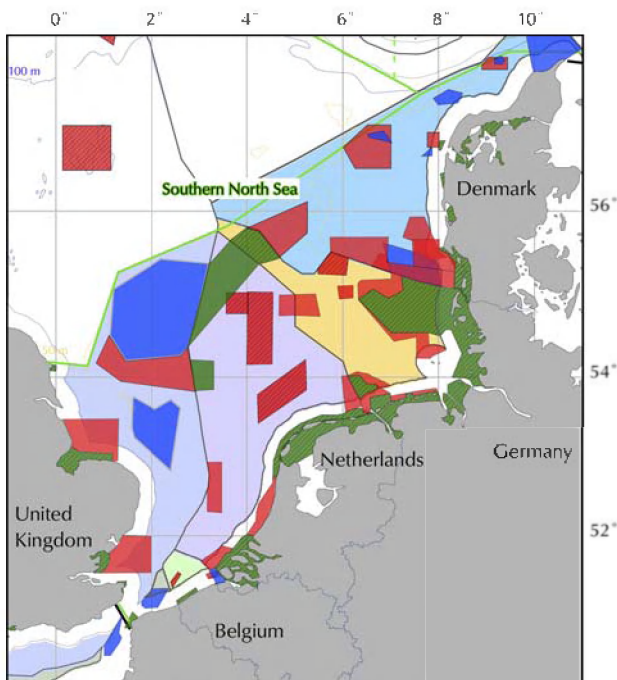 0° 2° 4° 6° 8° 10°
100 m
Southern North Sea
Denmark
56°
50 m
54°
Germany
Netherlands
United
Kingdom
52°
Belgium